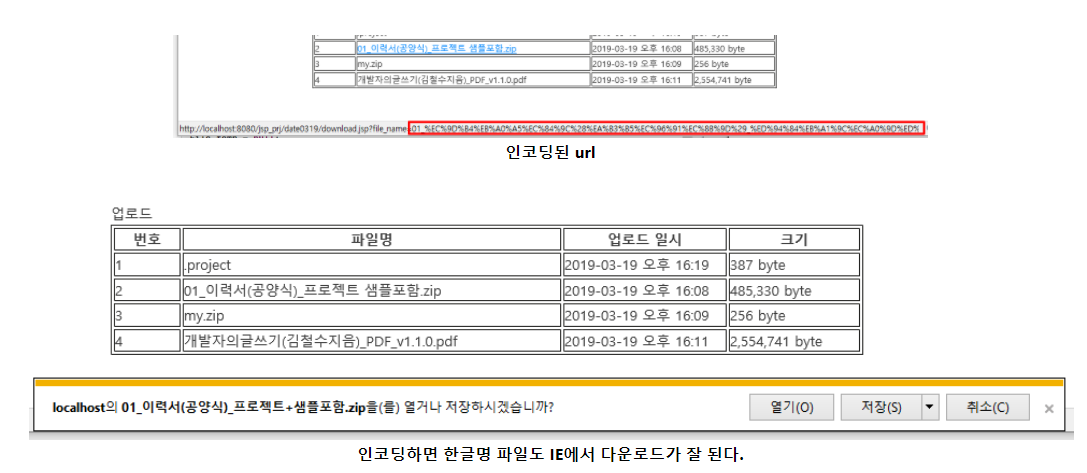 2 01_이력서(공양식)_프로젝트 샘플포함.zip 2019-03-19 오후 16:08 485,330 byte
3 my.zip 2019-03-19 오후 16:09 256 byte
4 개발자의글쓰기(김철수지음)_PDF_v1.1.0.pdf 2019-03-19 오후 16:11 2,554,741 byte
http://localhost:8080/jsp_prj/date0319/download.jsp?file_name=01_%EC%9D%B4%EB%A0%A5%EC%84%9C%28%EA%B3%B5%EC%96%91%EC%8B%9D%29_%ED%94%84%EB%A1%9C%EC%A0%9D%ED%
인코딩된 url
업로드
번호 파일명 업로드 일시 크기
1 .project 2019-03-19 오후 16:19 387 byte
2 01_이력서(공양식)_프로젝트 샘플포함.zip 2019-03-19 오후 16:08 485,330 byte
3 my.zip 2019-03-19 오후 16:09 256 byte
4 개발자의글쓰기(김철수지음)_PDF_v1.1.0.pdf 2019-03-19 오후 16:11 2,554,741 byte
localhost의 01_이력서(공양식)_프로젝트+샘플포함.zip을(를) 열거나 저장하시겠습니까? 열기(O) 저장(S) 취소(C)
인코딩하면 한글명 파일도 IE에서 다운로드가 잘 된다.